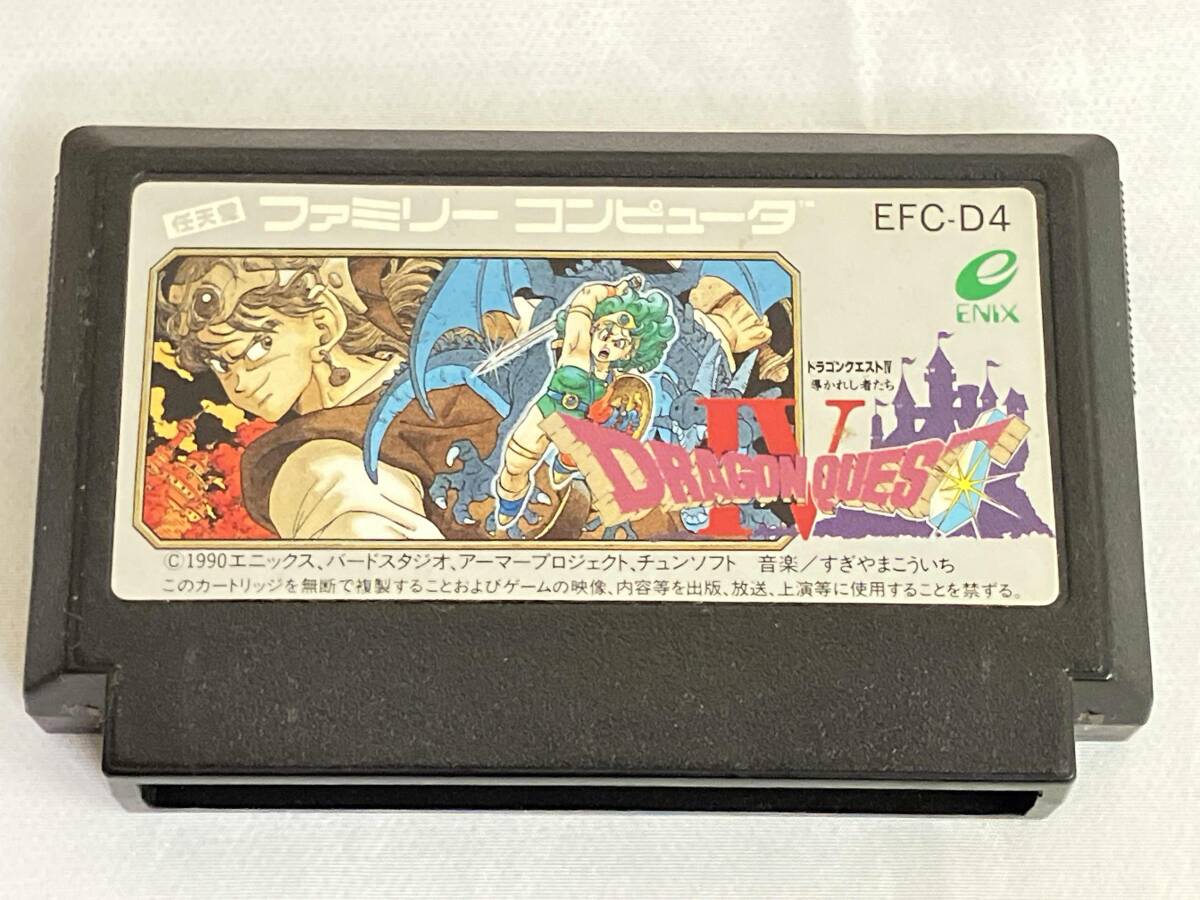 任天堂 ファミリー コンピュータ™
EFC-D4
e
ENIX
ドラゴンクエストIV
導かれし者たち
IV
DRAGON QUEST
©1990エニックス、バードスタジオ、アーマープロジェクト、チュンソフト 音楽/すぎやまこういち
このカートリッジを無断で複製することおよびゲームの映像、内容等を出版、放送、上演等に使用することを禁ずる。